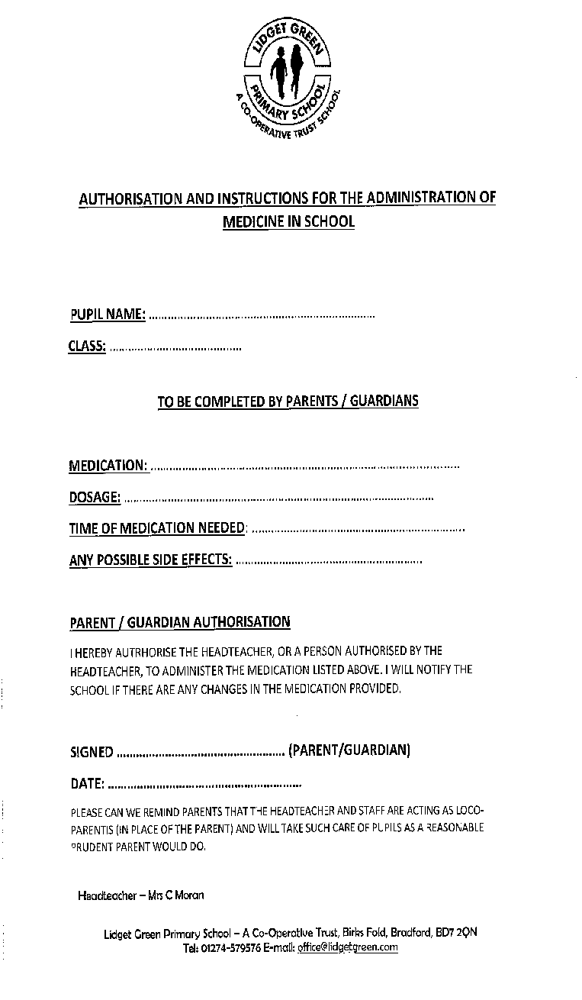 LIDGET GREEN
PRIMARY SCHOOL
A CO-OPERATIVE TRUST SCHOOL
AUTHORISATION AND INSTRUCTIONS FOR THE ADMINISTRATION OF
MEDICINE IN SCHOOL
PUPIL NAME: ..........................................................................
CLASS: ...........................................
TO BE COMPLETED BY PARENTS / GUARDIANS
MEDICATION: .....................................................................................................
DOSAGE: .....................................................................................................
TIME OF MEDICATION NEEDED: ......................................................................
ANY POSSIBLE SIDE EFFECTS: .............................................................
PARENT / GUARDIAN AUTHORISATION
I HEREBY AUTRHORISE THE HEADTEACHER, OR A PERSON AUTHORISED BY THE
HEADTEACHER, TO ADMINISTER THE MEDICATION LISTED ABOVE. I WILL NOTIFY THE
SCHOOL IF THERE ARE ANY CHANGES IN THE MEDICATION PROVIDED.
SIGNED .................................................... (PARENT/GUARDIAN)
DATE: ............................................................
PLEASE CAN WE REMIND PARENTS THAT THE HEADTEACHER AND STAFF ARE ACTING AS LOCO-
PARENTIS (IN PLACE OF THE PARENT) AND WILL TAKE SUCH CARE OF PUPILS AS A REASONABLE
PRUDENT PARENT WOULD DO.
Headteacher – Mrs C Moran
Lidget Green Primary School – A Co-Operative Trust, Birks Fold, Bradford, BD7 2QN
Tel: 01274-579576 E-mail: office@lidgetgreen.com